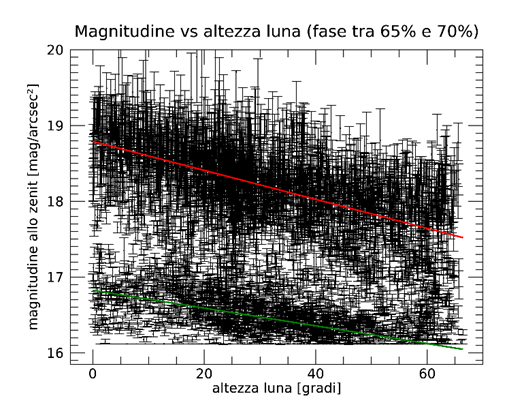 Magnitudine vs altezza luna (fase tra 65% e 70%)
magnitudine allo zenit [mag/arcsec²]
20
19
18
17
16
0 20 40 60
altezza luna [gradi]